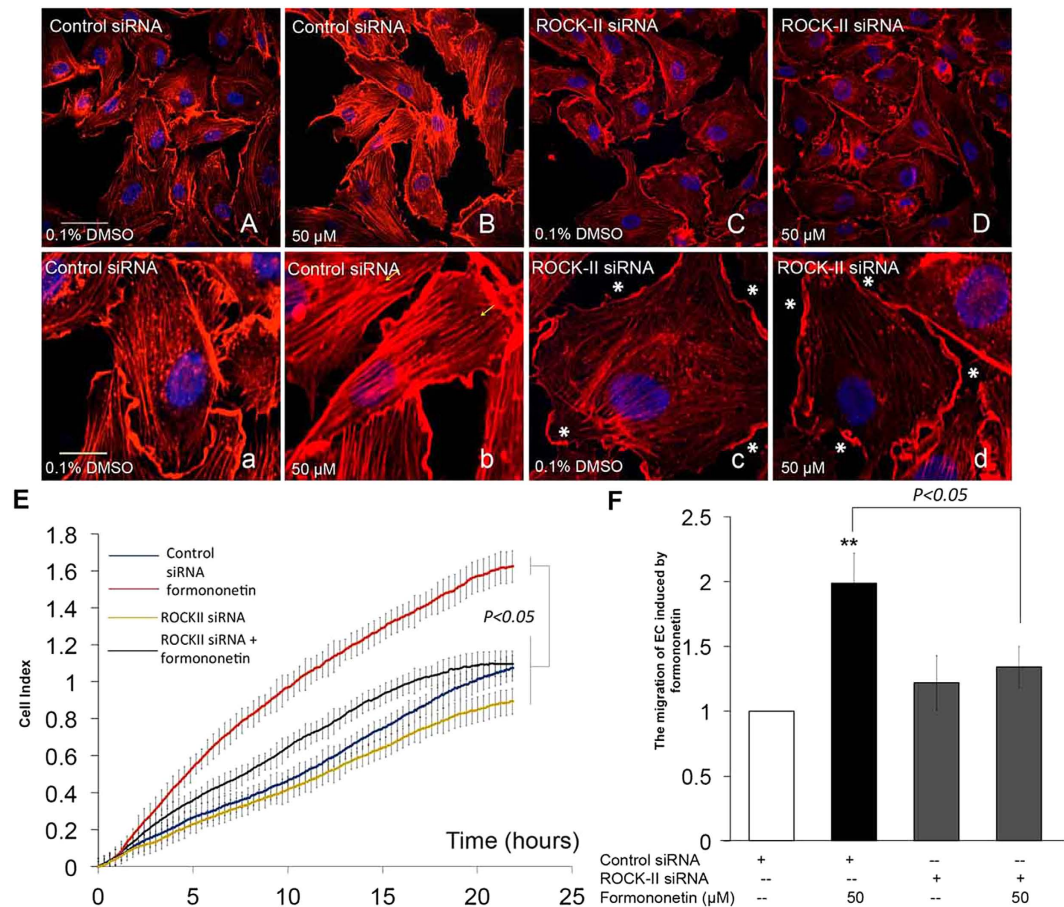 Control siRNA Control siRNA ROCK-II siRNA ROCK-II siRNA
A B C D
0.1% DMSO 50 µM 0.1% DMSO 50 µM
Control siRNA Control siRNA ROCK-II siRNA ROCK-II siRNA
* * * *
* *
* * *
a b c d
0.1% DMSO 50 µM 0.1% DMSO 50 µM
E
1.8
1.6
1.4
1.2
1
0.8
0.6
0.4
0.2
0
Cell Index
Control
siRNA
formononetin
ROCKII siRNA
ROCKII siRNA +
formononetin
P<0.05
Time (hours)
0 5 10 15 20 25
F
P<0.05
**
2.5
2
1.5
1
0.5
0
The migration of EC induced by
formononetin
Control siRNA + + -- --
ROCK-II siRNA -- -- + +
Formononetin (µM) -- 50 -- 50